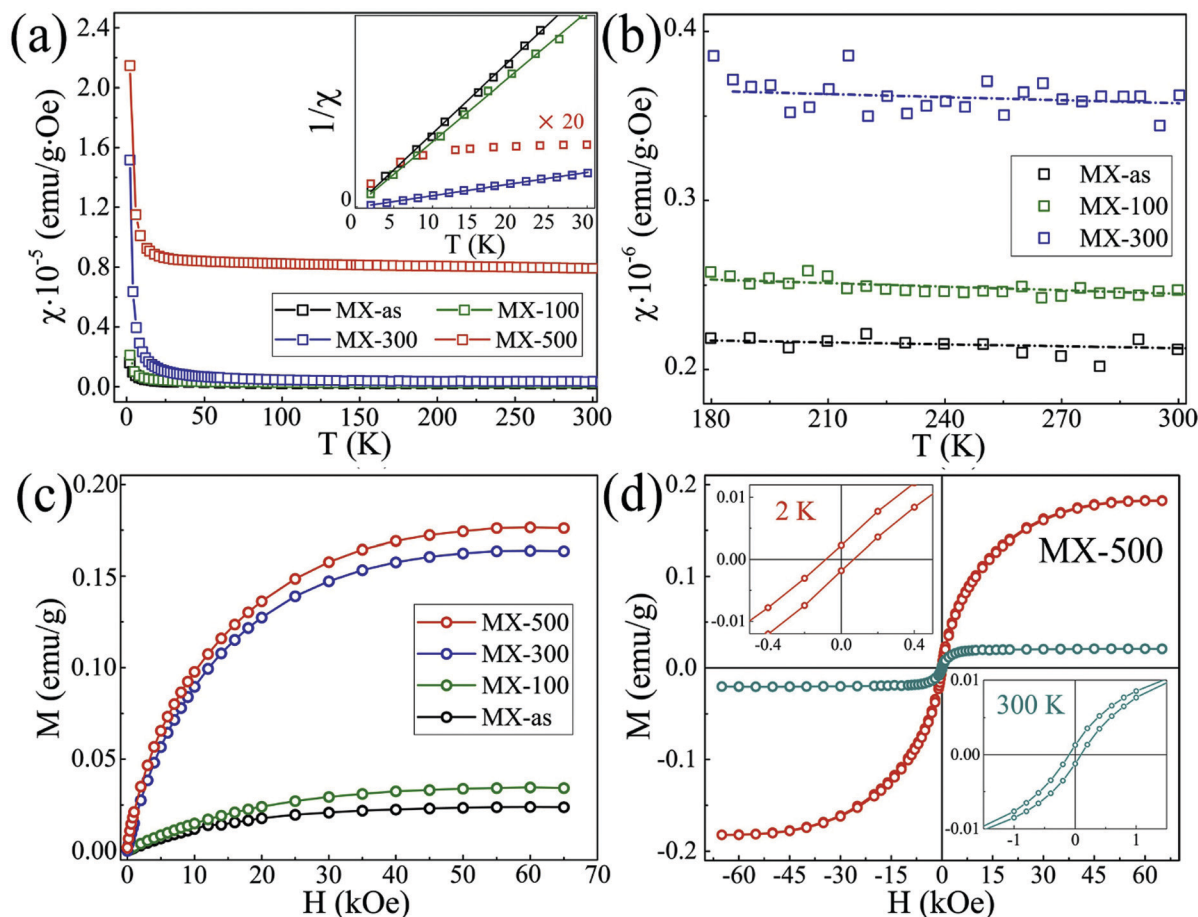 (a)
χ·10⁻⁵ (emu/g·Oe)
2.4
2.0
1.6
1.2
0.8
0.4
0.0
0 50 100 150 200 250 300
T (K)
1/χ
0
× 20
0 5 10 15 20 25 30
T (K)
MX-as MX-100
MX-300 MX-500
(b)
χ·10⁻⁶ (emu/g·Oe)
0.4
0.3
0.2
MX-as
MX-100
MX-300
180 210 240 270 300
T (K)
(c)
M (emu/g)
0.20
0.15
0.10
0.05
0.00
MX-500
MX-300
MX-100
MX-as
0 10 20 30 40 50 60 70
H (kOe)
(d)
M (emu/g)
0.2
0.1
0.0
-0.1
-0.2
0.01
0.00
-0.01
2 K
-0.4 0.0 0.4
MX-500
0.01
0.00
-0.01
300 K
-1 0 1
-60 -45 -30 -15 0 15 30 45 60
H (kOe)